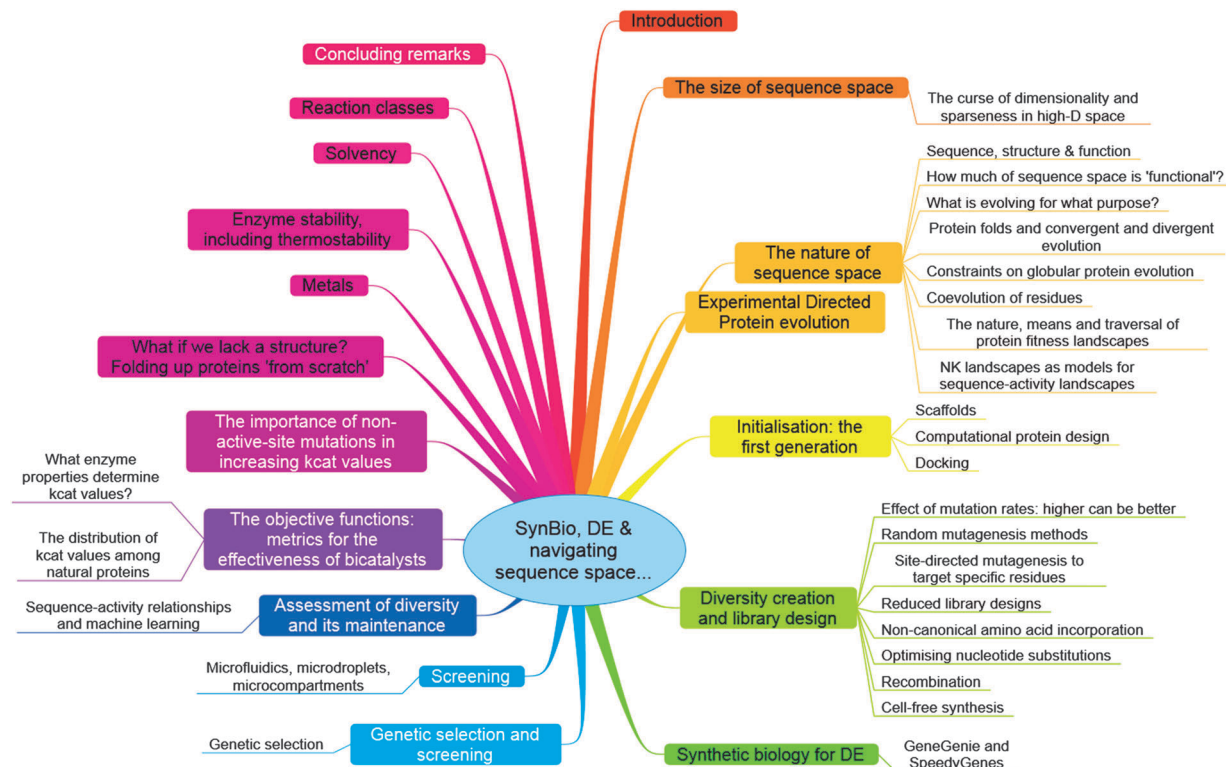 Introduction
The size of sequence space
The curse of dimensionality and
sparseness in high-D space
The nature of
sequence space
Sequence, structure & function
How much of sequence space is 'functional'?
What is evolving for what purpose?
Protein folds and convergent and divergent
evolution
Constraints on globular protein evolution
Coevolution of residues
The nature, means and traversal of
protein fitness landscapes
NK landscapes as models for
sequence-activity landscapes
Experimental Directed
Protein evolution
Initialisation: the
first generation
Scaffolds
Computational protein design
Docking
Diversity creation
and library design
Effect of mutation rates: higher can be better
Random mutagenesis methods
Site-directed mutagenesis to
target specific residues
Reduced library designs
Non-canonical amino acid incorporation
Optimising nucleotide substitutions
Recombination
Cell-free synthesis
Synthetic biology for DE
GeneGenie and
SpeedyGenes
SynBio, DE &
navigating
sequence space...
Genetic selection and
screening
Genetic selection
Screening
Microfluidics, microdroplets,
microcompartments
Assessment of diversity
and its maintenance
Sequence-activity relationships
and machine learning
The objective functions:
metrics for the
effectiveness of bicatalysts
What enzyme
properties determine
kcat values?
The distribution of
kcat values among
natural proteins
The importance of non-
active-site mutations in
increasing kcat values
What if we lack a structure?
Folding up proteins 'from scratch'
Metals
Enzyme stability,
including thermostability
Solvency
Reaction classes
Concluding remarks